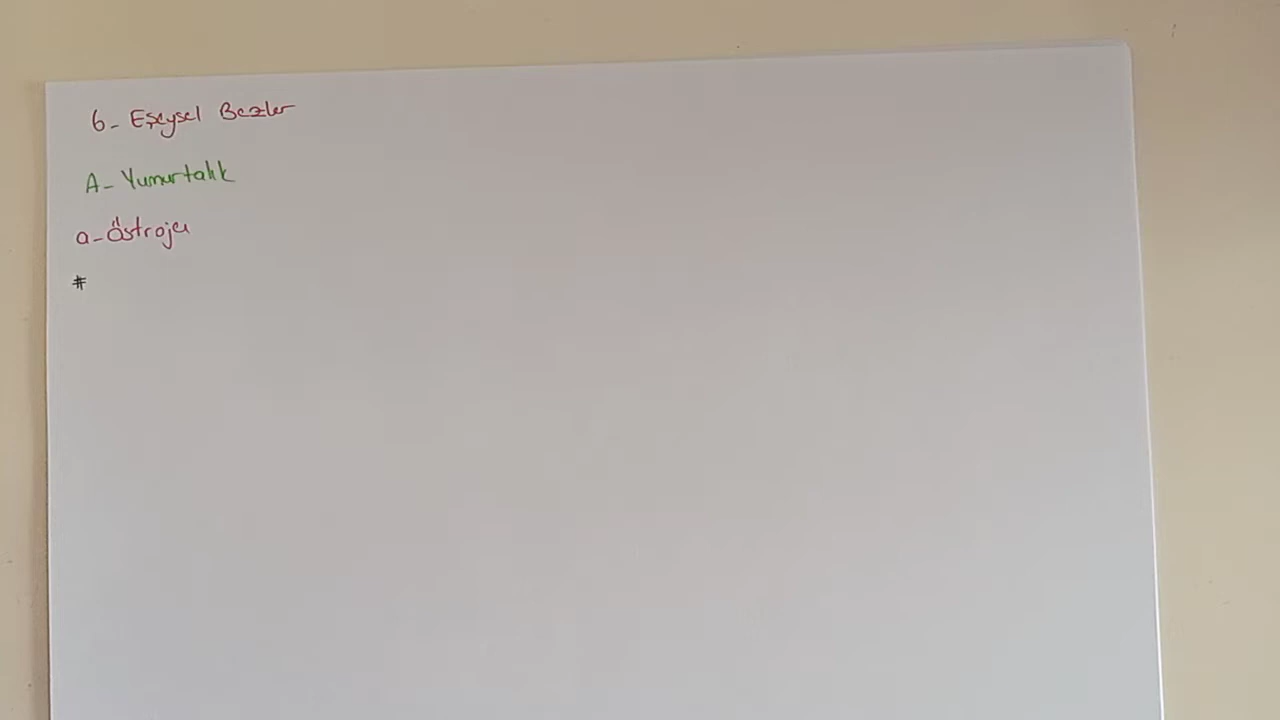 6- Eşeysel Bezler
A- Yumurtalık
a- Östrojen
#